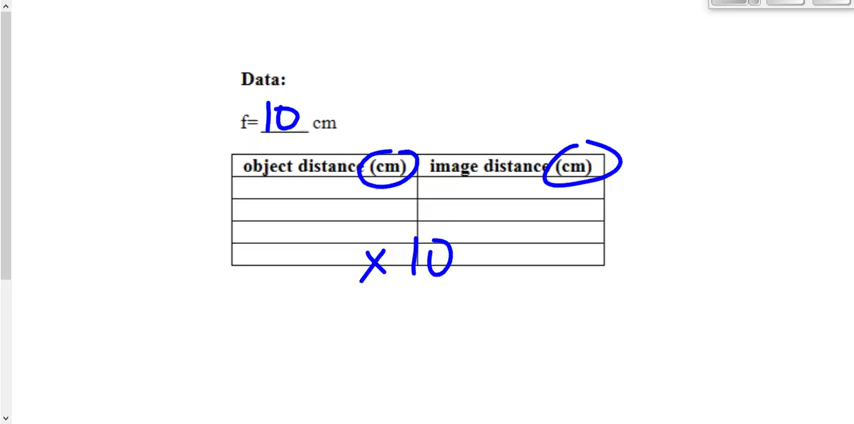 Data:
f= 10 cm
object distance (cm) image distance (cm)
x 10